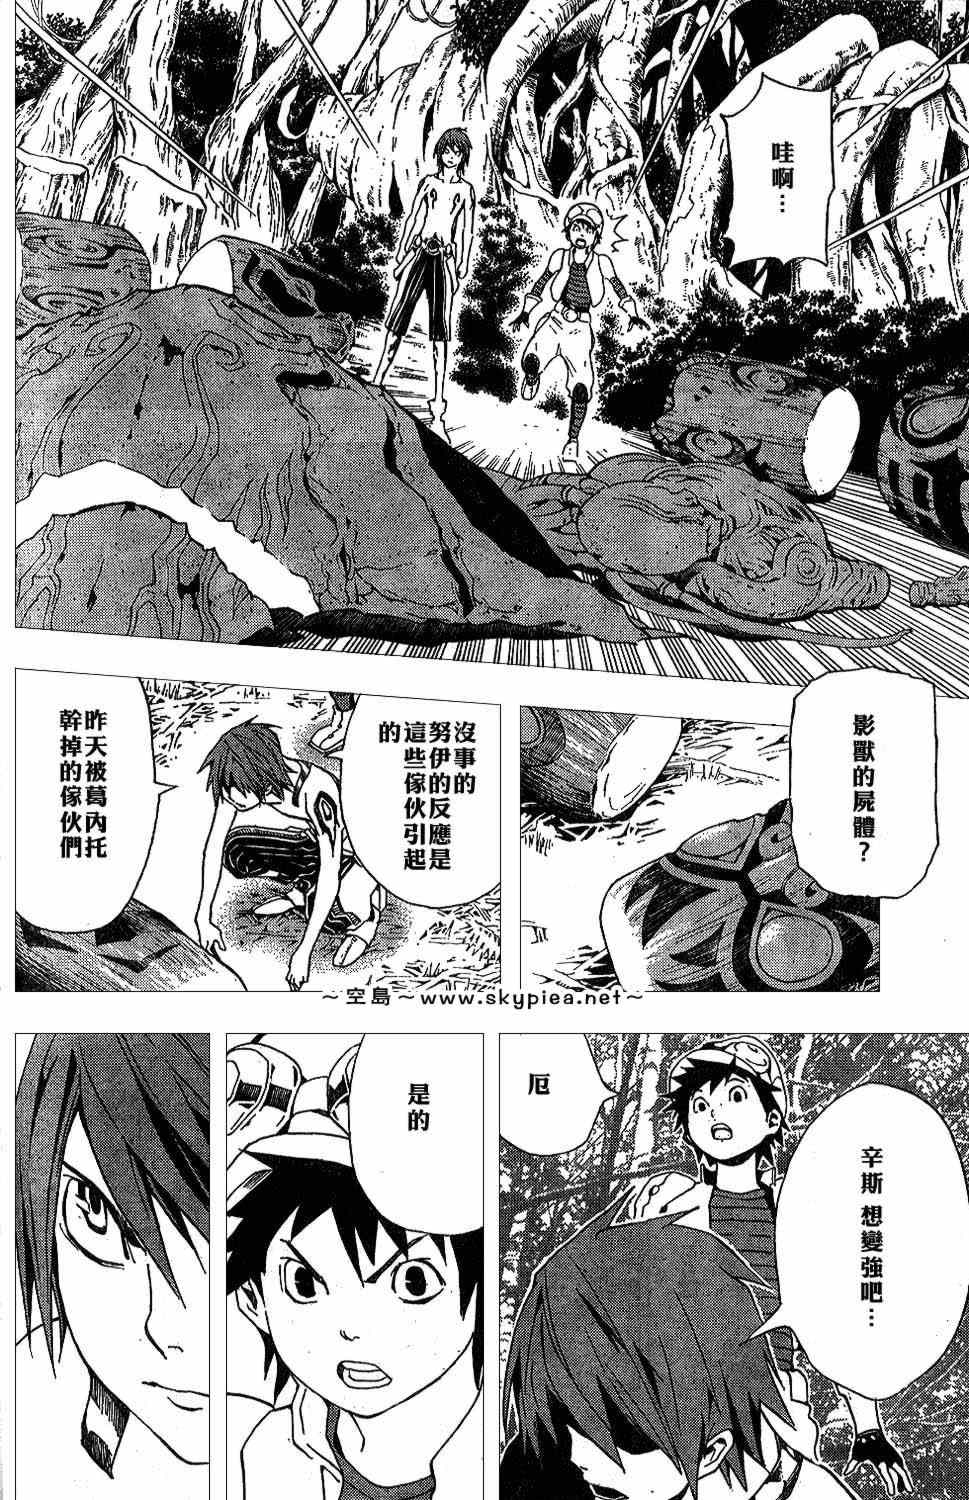 哇啊…
影獸的屍體？
沒事的
努伊的反應是
這些傢伙引起
的
昨天被葛內托
幹掉的傢伙們
～空島～www.skypiea.net～
辛斯 想變強吧…
厄
是的